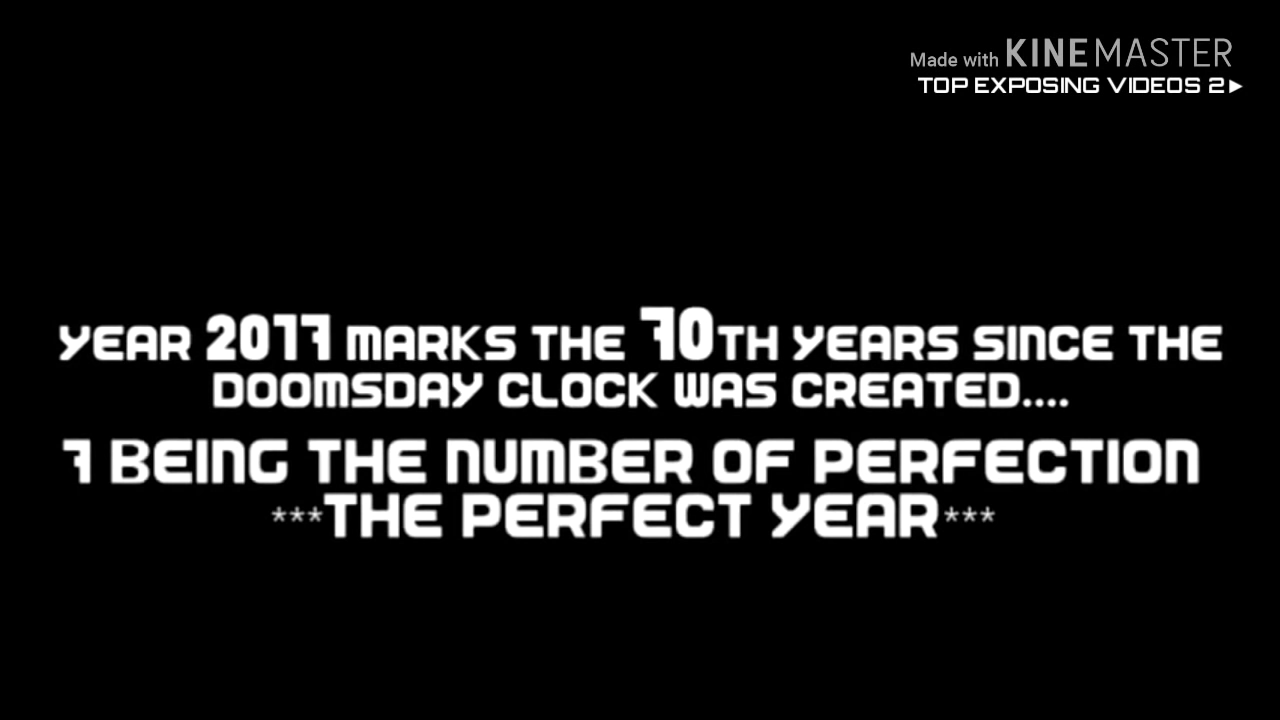 Made with KINEMASTER
TOP EXPOSING VIDEOS 2▶
YEAR 2017 MARKS THE 70TH YEARS SINCE THE
DOOMSDAY CLOCK WAS CREATED....
7 BEING THE NUMBER OF PERFECTION
***THE PERFECT YEAR***